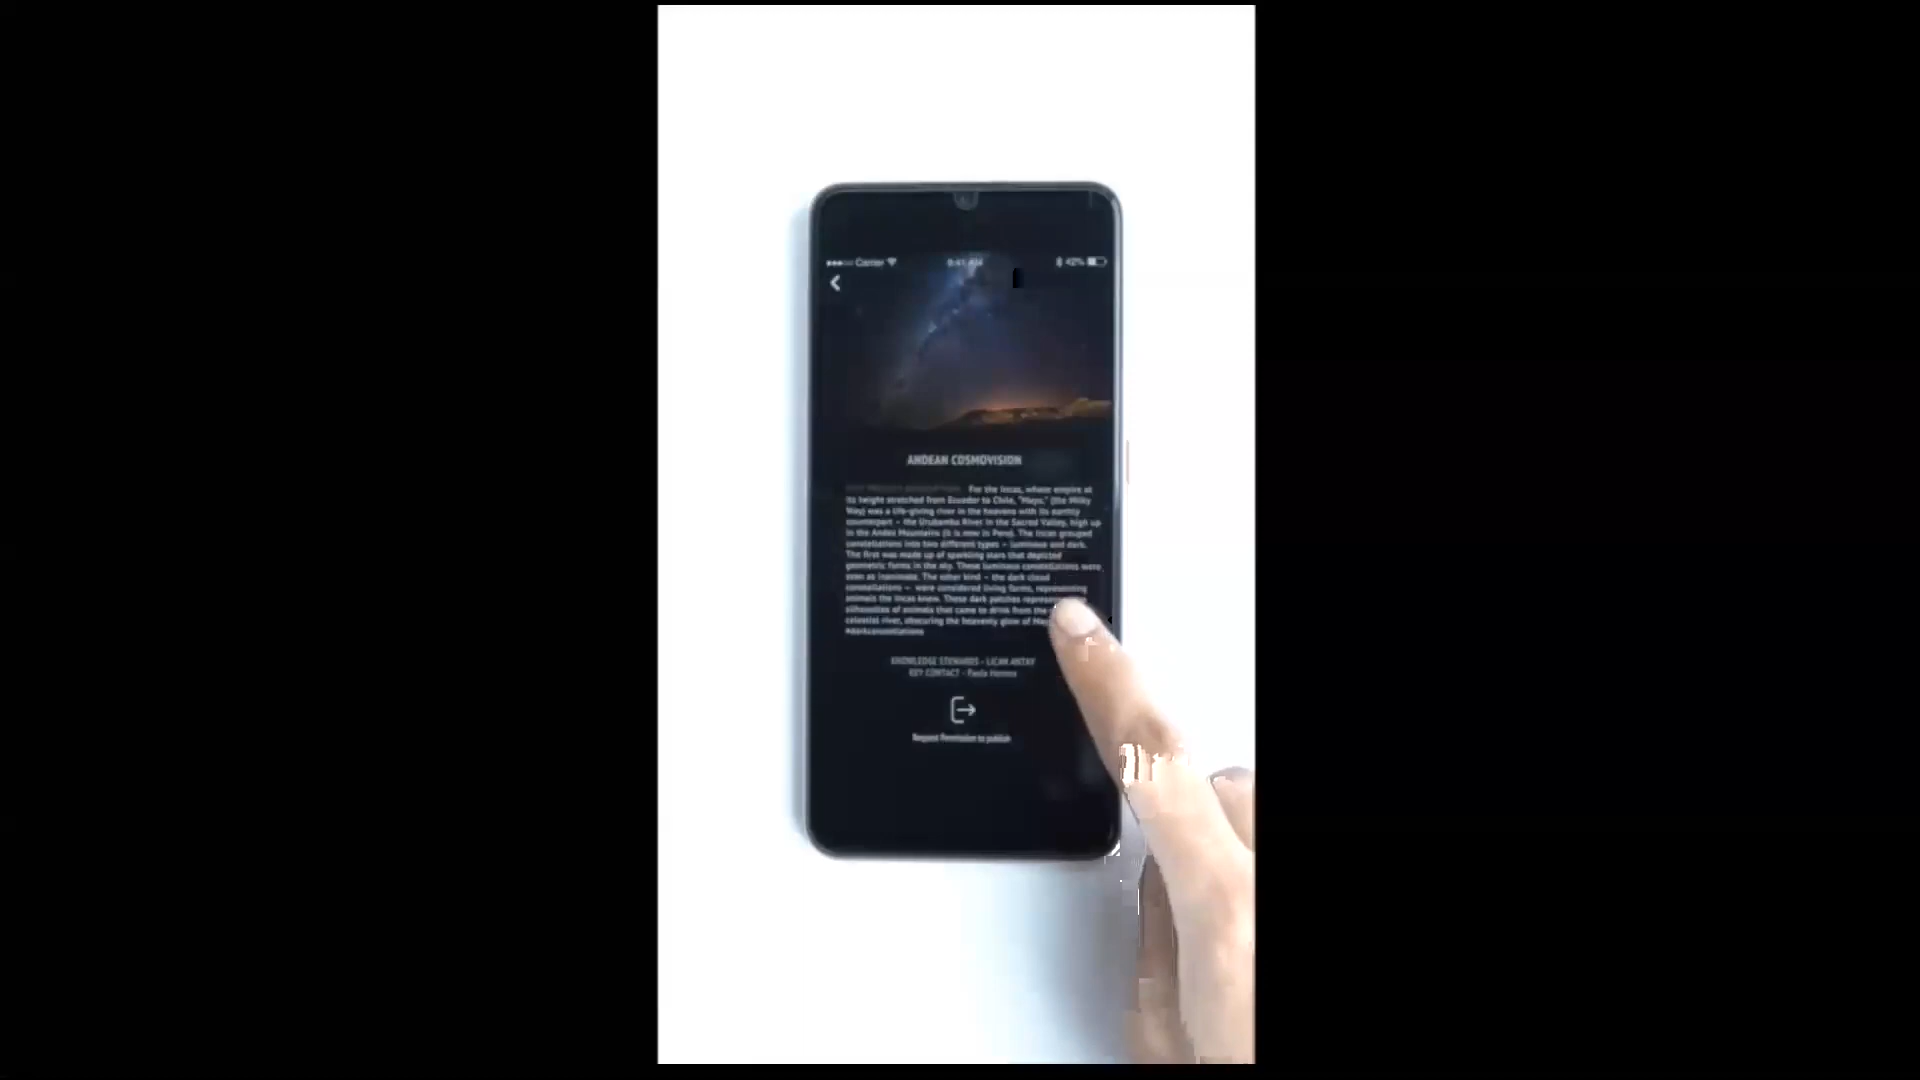 Carrier 9:41 AM 42%
ANDEAN COSMOVISION
For the Incas, whose empire at
its height stretched from Ecuador to Chile, "Mayu," (the Milky
Way) was a life-giving river in the heavens with its earthly
counterpart – the Urubamba River in the Sacred Valley, high up
in the Andes Mountains (it is now in Peru). The Incan grouped
constellations into two different types – luminous and dark.
The first was made up of sparkling stars that depicted
geometric forms in the sky. These luminous constellations were
seen as inanimate. The other kind – the dark cloud
constellations – were considered living forms, representing
animals the Incas knew. These dark patches
silhouettes of animals that came to drink from the
celestial river, obscuring the heavenly glow of
#darkconstellations
KNOWLEDGE STEWARDS - LICAN ANTAY
KEY CONTACT - Paola
Request Permission to publish